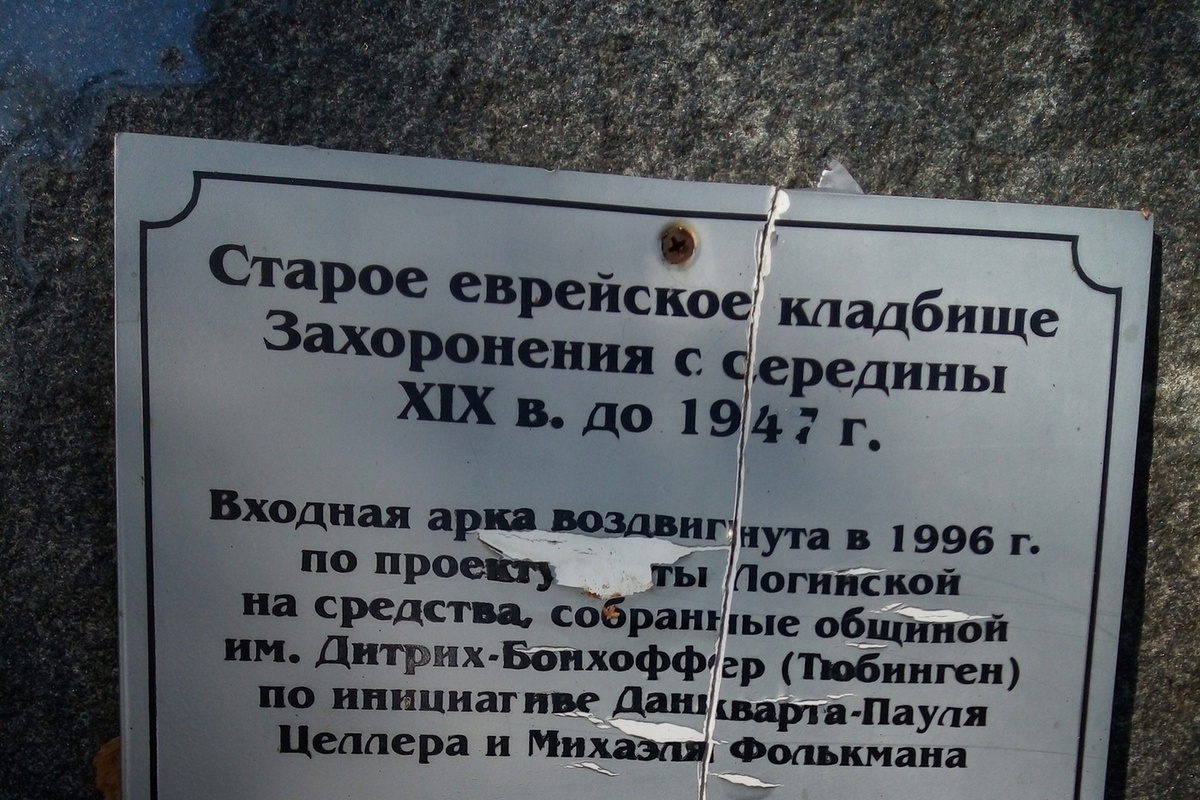 Старое еврейское кладбище
Захоронения с середины
XIX в. до 1947 г.
Входная арка воздвигнута в 1996 г.
по проекту Логинской
на средства, собранные общиной
им. Дитрих-Бонхоффер (Тюбинген)
по инициативе Данкварта-Пауля
Целлера и Михаэля Фолькмана